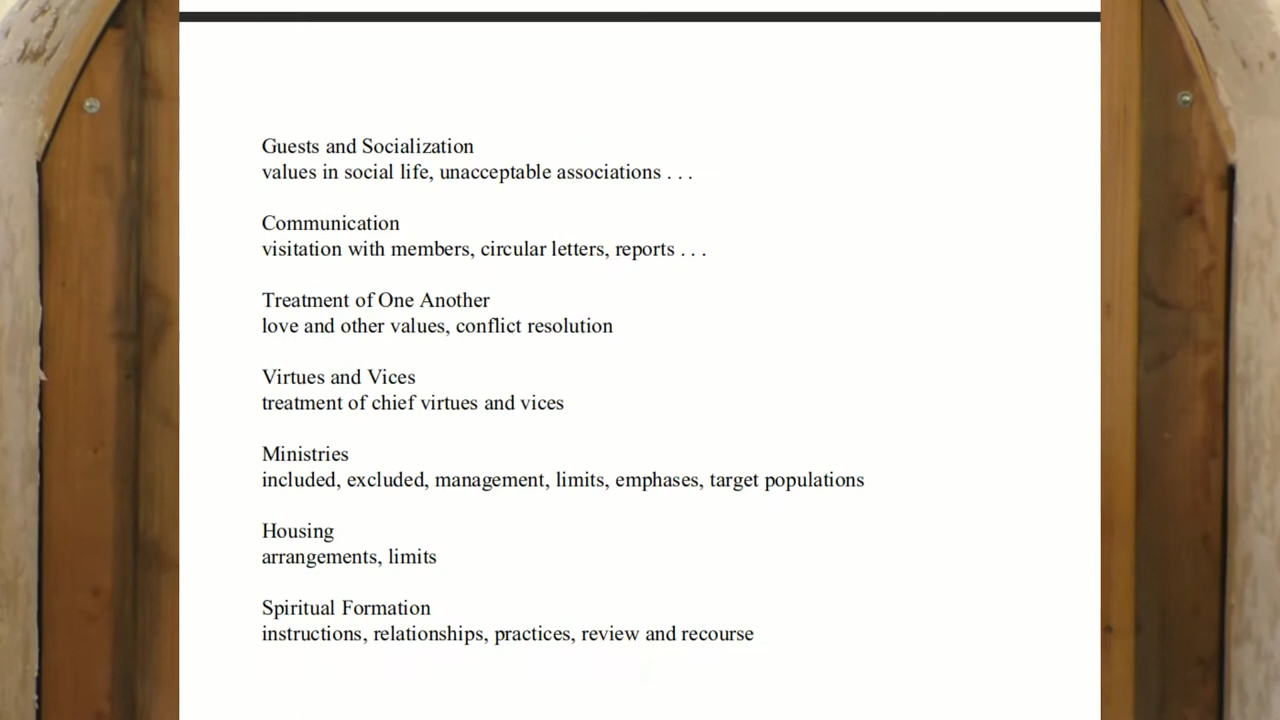 Guests and Socialization
values in social life, unacceptable associations . . .
Communication
visitation with members, circular letters, reports . . .
Treatment of One Another
love and other values, conflict resolution
Virtues and Vices
treatment of chief virtues and vices
Ministries
included, excluded, management, limits, emphases, target populations
Housing
arrangements, limits
Spiritual Formation
instructions, relationships, practices, review and recourse